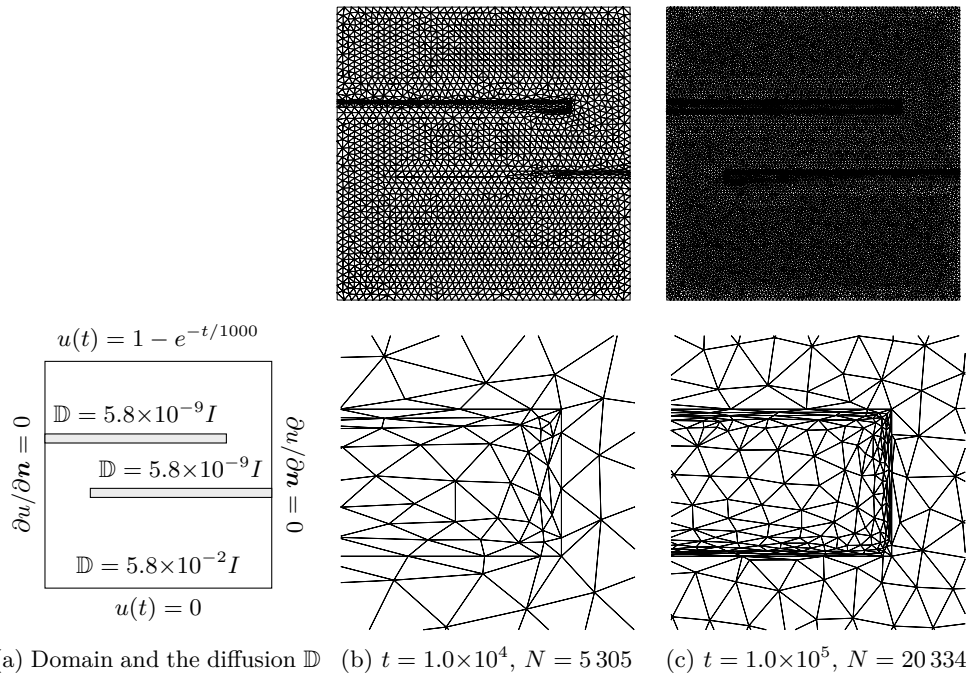 u(t) = 1 − e^{−t/1000}
𝔻 = 5.8×10^{−9}I
∂u/∂𝒏 = 0
𝔻 = 5.8×10^{−9}I
∂u/∂𝒏 = 0
𝔻 = 5.8×10^{−2}I
u(t) = 0
a) Domain and the diffusion 𝔻
(b) t = 1.0×10^4, N = 5 305
(c) t = 1.0×10^5, N = 20 334